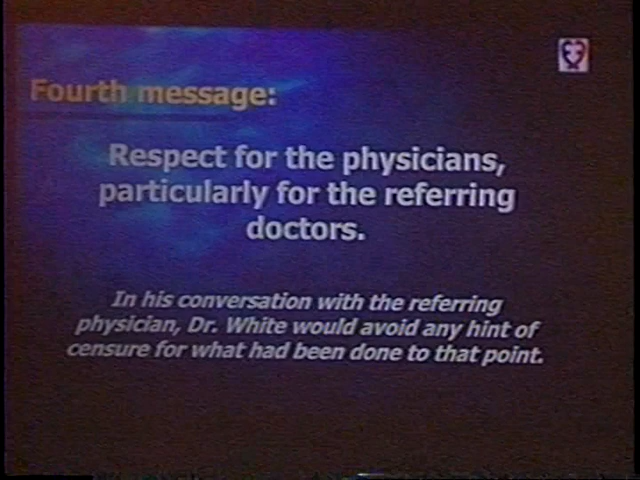 Fourth message:
Respect for the physicians,
particularly for the referring
doctors.
In his conversation with the referring
physician, Dr. White would avoid any hint of
censure for what had been done to that point.